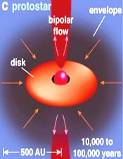 C protostar
envelope
bipolar
flow
disk
500 AU
10,000 to
100,000 years